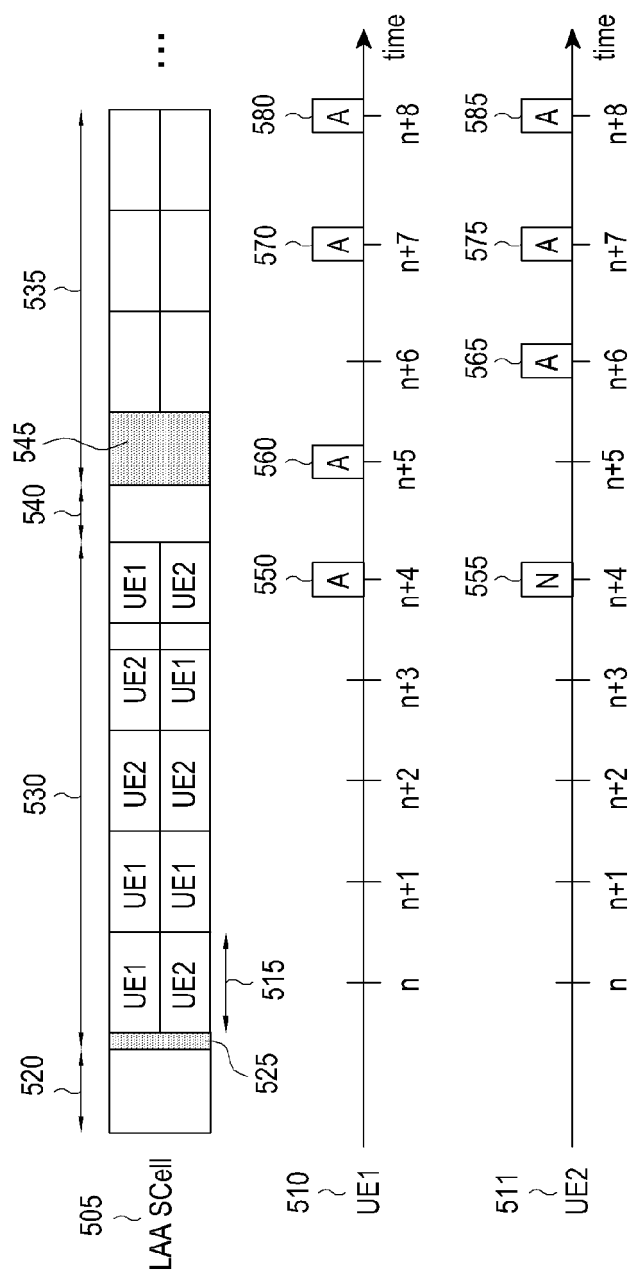 520 530 540 535
545
505
LAA SCell
UE1 UE1 UE2 UE2 UE1
UE2 UE1 UE2 UE1 UE2
...
525 515
550 560 570 580
A A A A
510
UE1
n n+1 n+2 n+3 n+4 n+5 n+6 n+7 n+8 time
555 565 575 585
N A A A
511
UE2
n n+1 n+2 n+3 n+4 n+5 n+6 n+7 n+8 time